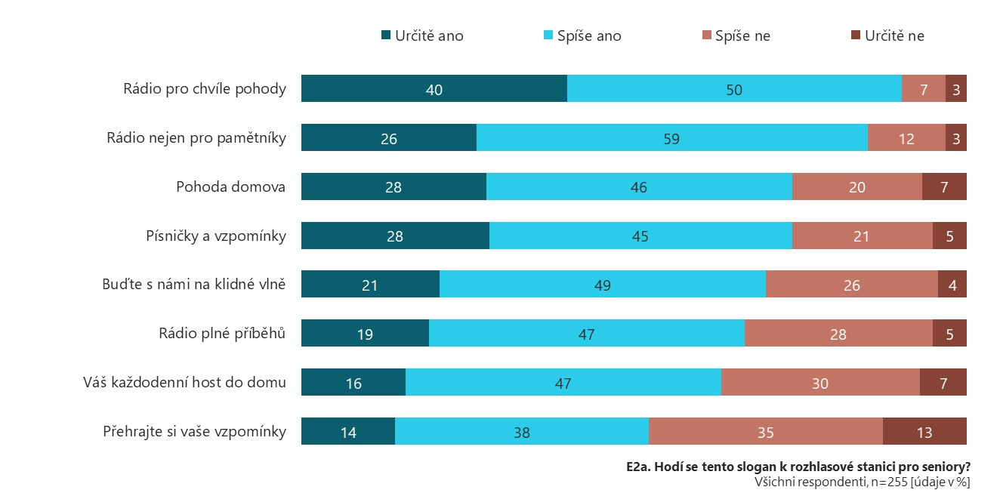 Určitě ano Spíše ano Spíše ne Určitě ne
Rádio pro chvíle pohody 40 50 7 3
Rádio nejen pro pamětníky 26 59 12 3
Pohoda domova 28 46 20 7
Písničky a vzpomínky 28 45 21 5
Buďte s námi na klidné vlně 21 49 26 4
Rádio plné příběhů 19 47 28 5
Váš každodenní host do domu 16 47 30 7
Přehrajte si vaše vzpomínky 14 38 35 13
E2a. Hodí se tento slogan k rozhlasové stanici pro seniory?
Všichni respondenti, n=255 [údaje v %]